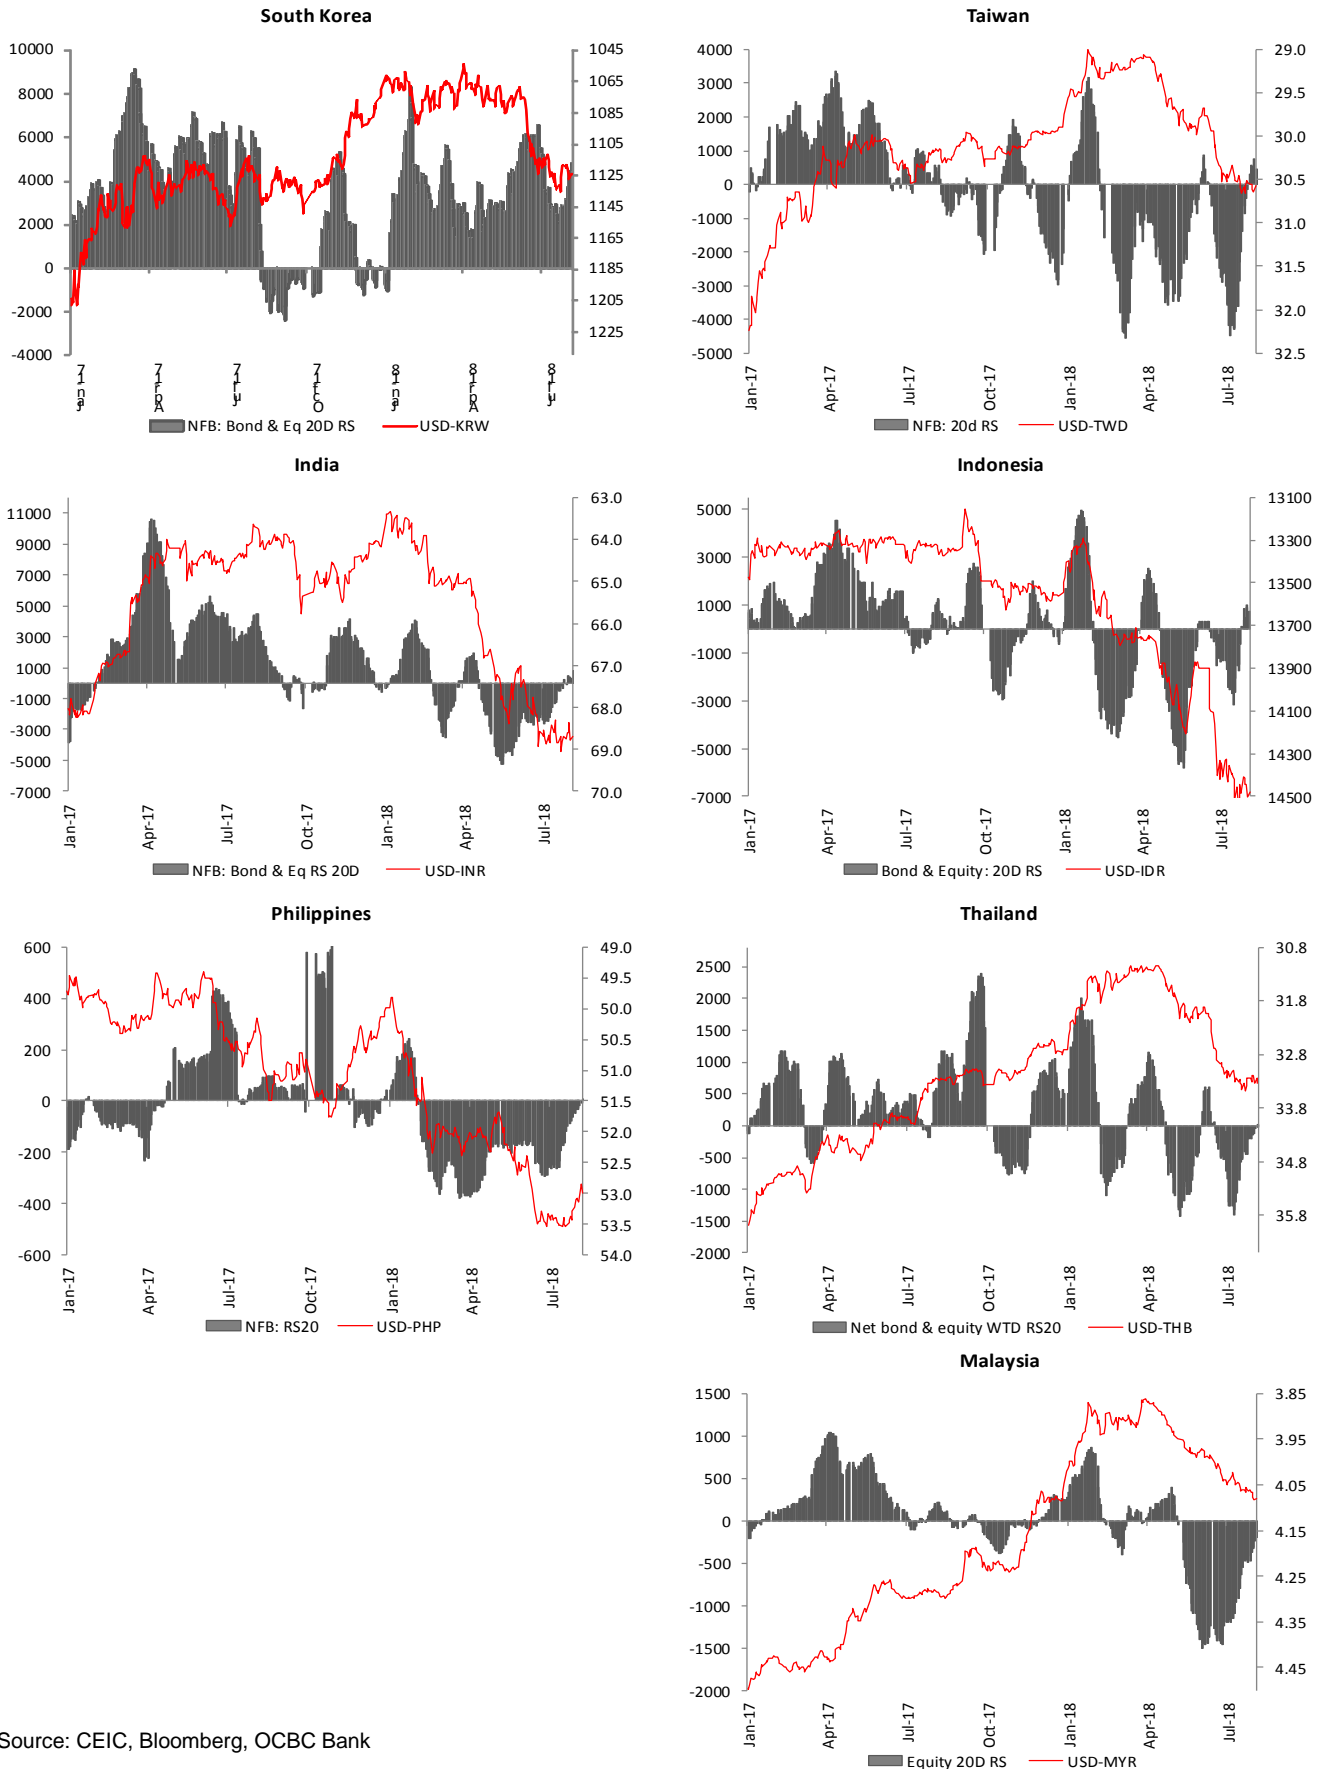 South Korea
10000
8000
6000
4000
2000
0
-2000
-4000
1045
1065
1085
1105
1125
1145
1165
1185
1205
1225
Jan-17
Apr-17
Jul-17
Oct-17
Jan-18
Apr-18
Jul-18
NFB: Bond & Eq 20D RS
USD-KRW
Taiwan
4000
3000
2000
1000
0
-1000
-2000
-3000
-4000
-5000
29.0
29.5
30.0
30.5
31.0
31.5
32.0
32.5
Jan-17
Apr-17
Jul-17
Oct-17
Jan-18
Apr-18
Jul-18
NFB: 20d RS
USD-TWD
India
11000
9000
7000
5000
3000
1000
-1000
-3000
-5000
-7000
63.0
64.0
65.0
66.0
67.0
68.0
69.0
70.0
Jan-17
Apr-17
Jul-17
Oct-17
Jan-18
Apr-18
Jul-18
NFB: Bond & Eq RS 20D
USD-INR
Indonesia
5000
3000
1000
-1000
-3000
-5000
-7000
13100
13300
13500
13700
13900
14100
14300
14500
Jan-17
Apr-17
Jul-17
Oct-17
Jan-18
Apr-18
Jul-18
Bond & Equity: 20D RS
USD-IDR
Philippines
600
400
200
0
-200
-400
-600
49.0
49.5
50.0
50.5
51.0
51.5
52.0
52.5
53.0
53.5
54.0
Jan-17
Apr-17
Jul-17
Oct-17
Jan-18
Apr-18
Jul-18
NFB: RS20
USD-PHP
Thailand
2500
2000
1500
1000
500
0
-500
-1000
-1500
-2000
30.8
31.8
32.8
33.8
34.8
35.8
Jan-17
Apr-17
Jul-17
Oct-17
Jan-18
Apr-18
Jul-18
Net bond & equity WTD RS20
USD-THB
Malaysia
1500
1000
500
0
-500
-1000
-1500
-2000
3.85
3.95
4.05
4.15
4.25
4.35
4.45
Jan-17
Apr-17
Jul-17
Oct-17
Jan-18
Apr-18
Jul-18
Equity 20D RS
USD-MYR
Source: CEIC, Bloomberg, OCBC Bank